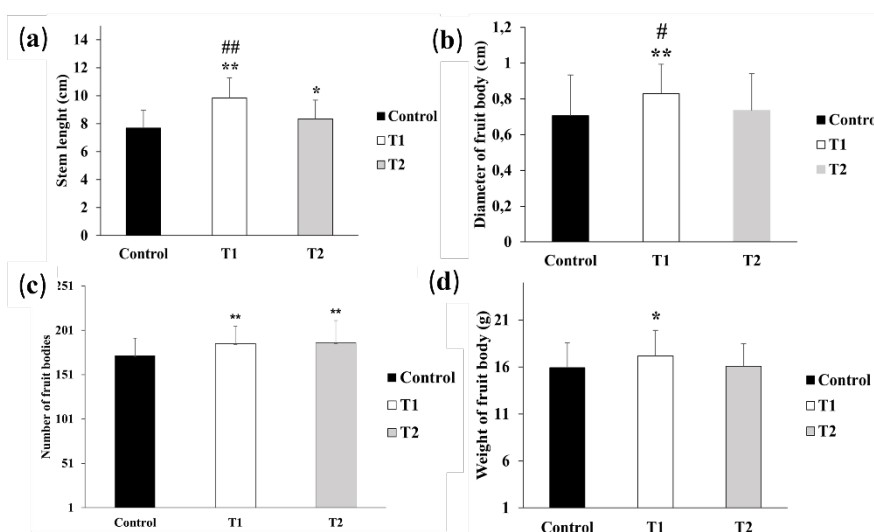 (a)
Stem lenght (cm)
16
14
12
10
8
6
4
2
0
##
**
*
Control
T1
T2
Control
T1
T2
(b)
Diameter of fruit body (cm)
1,2
1
0,8
0,6
0,4
0,2
0
#
**
Contro
T1
T2
Control
T1
T2
(c)
Number of fruit bodies
251
201
151
101
51
1
**
**
Control
T1
T2
Control
T1
T2
(d)
Weight of fruit body (g)
21
16
11
6
1
*
Control
T1
T2
Control
T1
T2